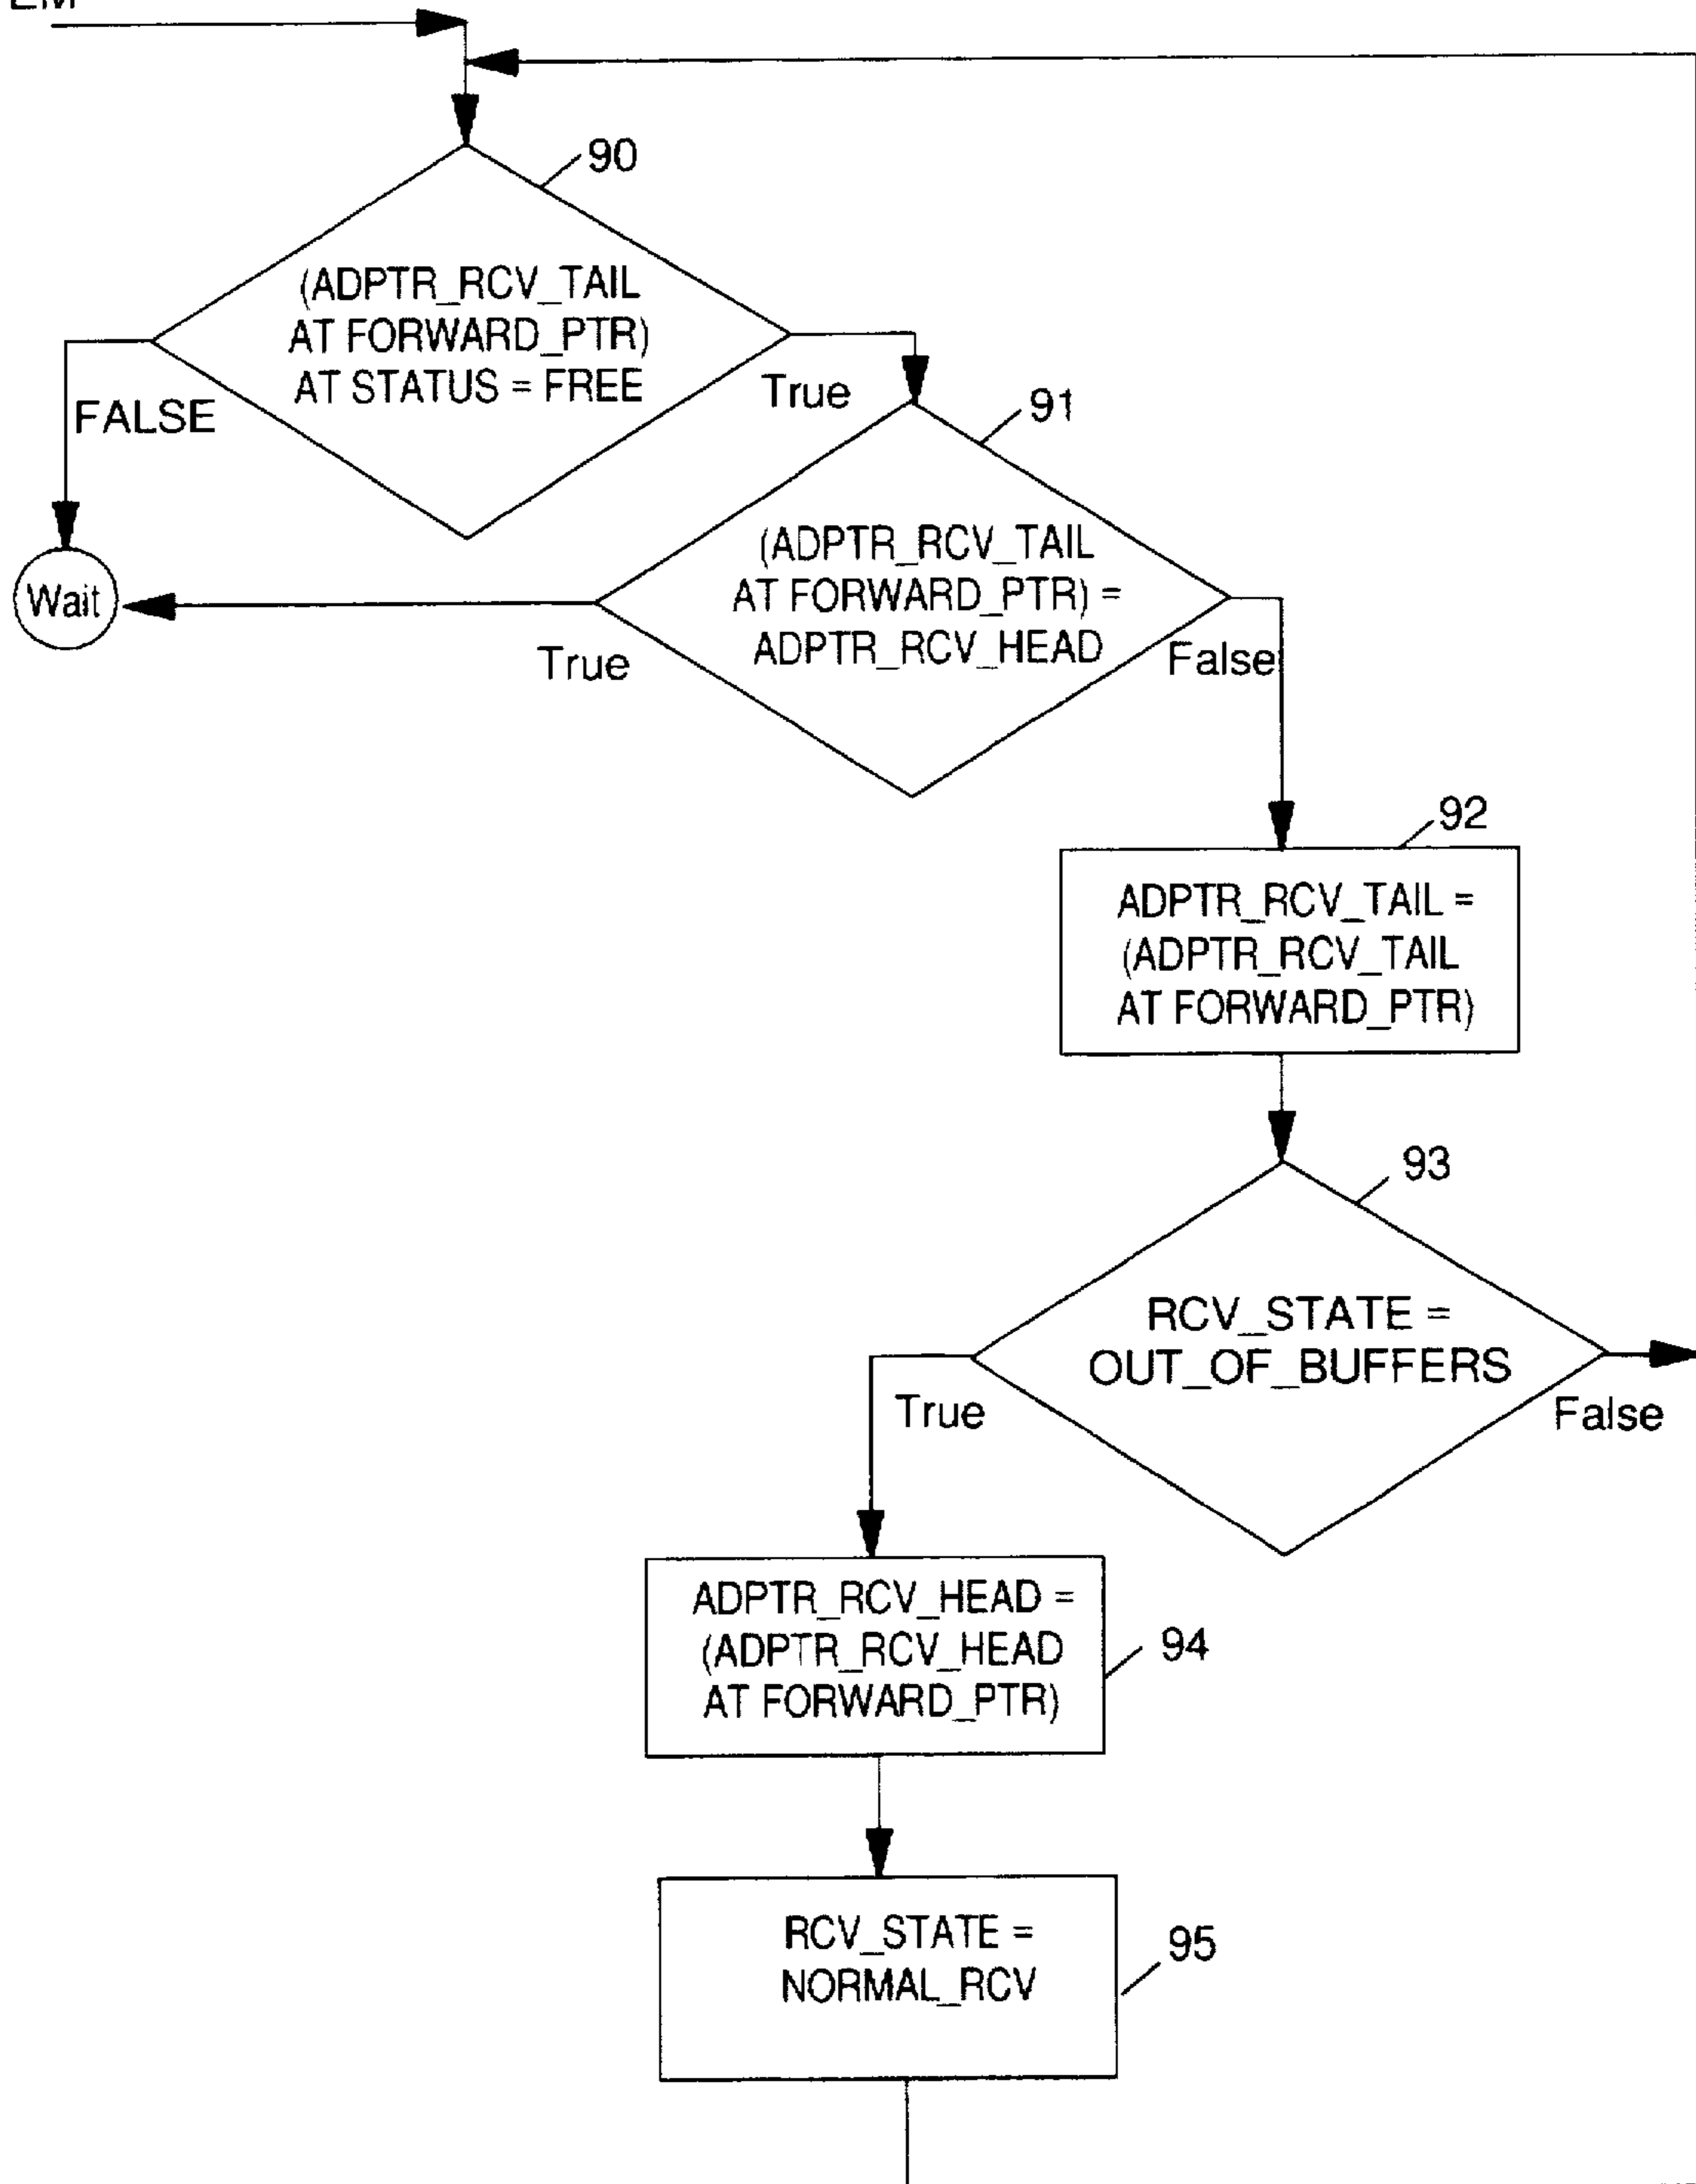 90
(ADPTR_RCV_TAIL
AT FORWARD_PTR)
AT STATUS = FREE
FALSE
True
91
(ADPTR_RCV_TAIL
AT FORWARD_PTR) =
ADPTR_RCV_HEAD
Wait
True
False
92
ADPTR_RCV_TAIL =
(ADPTR_RCV_TAIL
AT FORWARD_PTR)
93
RCV_STATE =
OUT_OF_BUFFERS
True
False
ADPTR_RCV_HEAD =
(ADPTR_RCV_HEAD
AT FORWARD_PTR)
94
RCV_STATE =
NORMAL_RCV
95